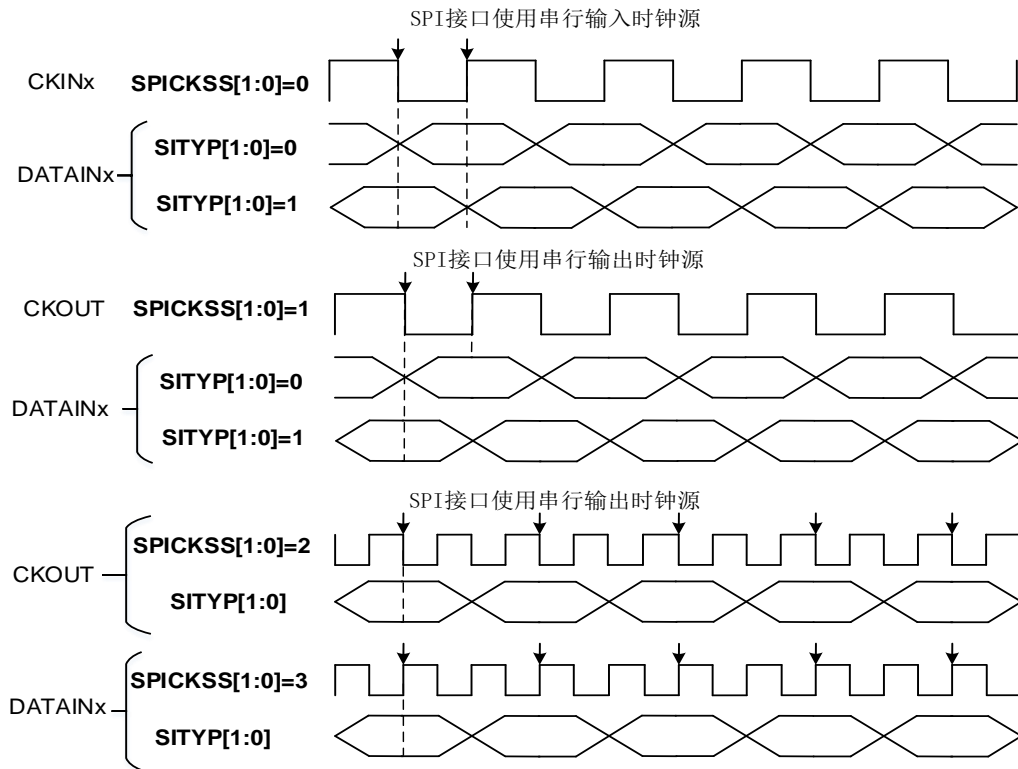 SPI接口使用串行输入时钟源
CKINx SPICKSS[1:0]=0
SITYP[1:0]=0
DATAINx
SITYP[1:0]=1
SPI接口使用串行输出时钟源
CKOUT SPICKSS[1:0]=1
SITYP[1:0]=0
DATAINx
SITYP[1:0]=1
SPI接口使用串行输出时钟源
SPICKSS[1:0]=2
CKOUT
SITYP[1:0]
SPICKSS[1:0]=3
DATAINx
SITYP[1:0]